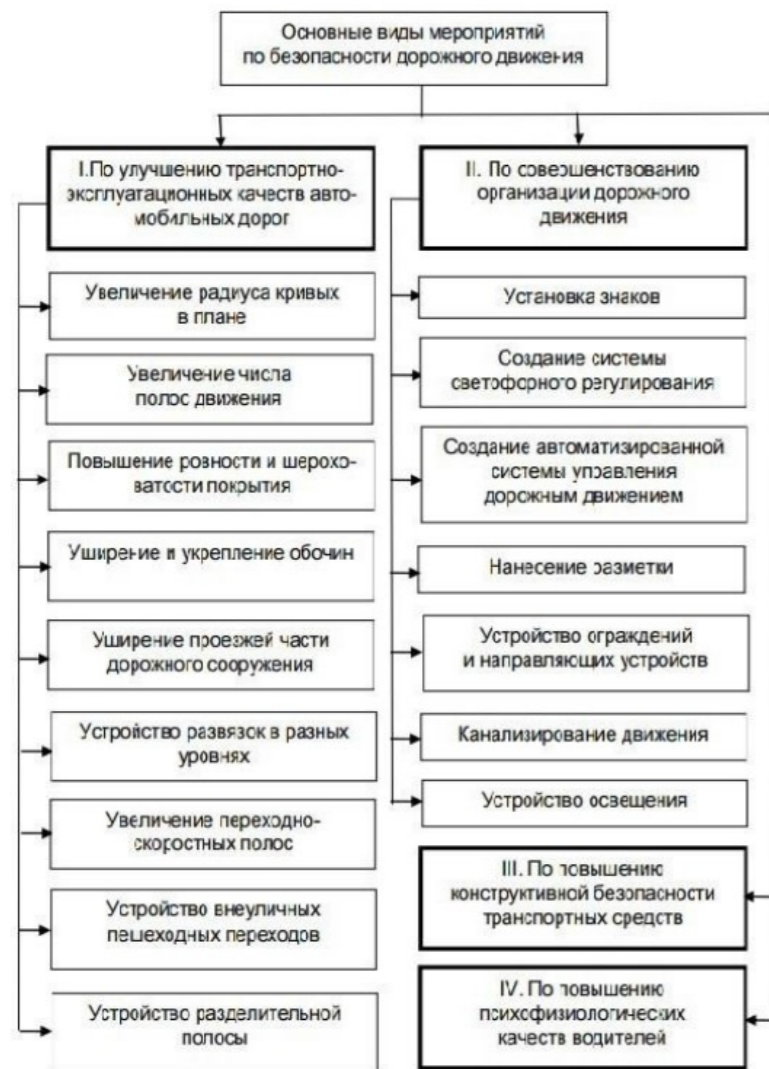 Основные виды мероприятий
по безопасности дорожного движения
I.По улучшению транспортно-
эксплуатационных качеств авто-
мобильных дорог
Увеличение радиуса кривых
в плане
Увеличение числа
полос движения
Повышение ровности и шерохо-
ватости покрытия
Уширение и укрепление обочин
Уширение проезжей части
дорожного сооружения
Устройство развязок в разных
уровнях
Увеличение переходно-
скоростных полос
Устройство внеуличных
пешеходных переходов
Устройство разделительной
полосы
II. По совершенствованию
организации дорожного
движения
Установка знаков
Создание системы
светофорного регулирования
Создание автоматизированной
системы управления
дорожным движением
Нанесение разметки
Устройство ограждений
и направляющих устройств
Канализирование движения
Устройство освещения
III. По повышению
конструктивной безопасности
транспортных средств
IV. По повышению
психофизиологических
качеств водителей